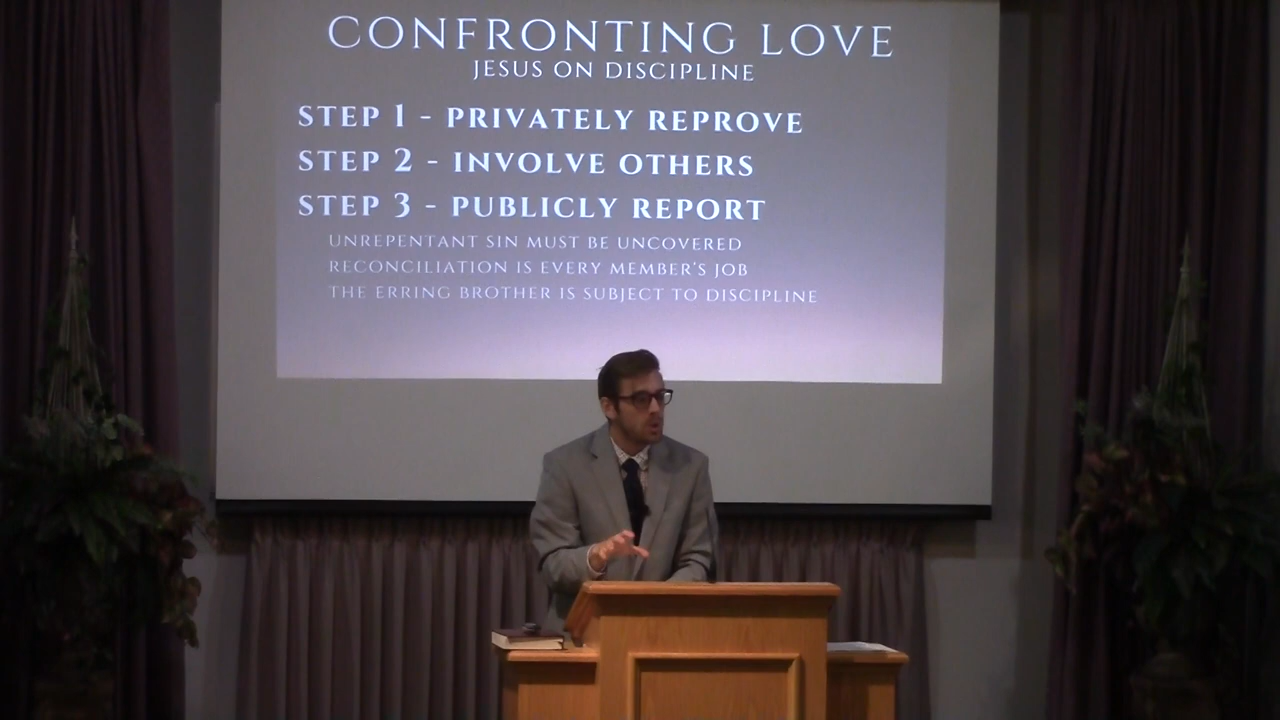 CONFRONTING LOVE
JESUS ON DISCIPLINE
STEP 1 - PRIVATELY REPROVE
STEP 2 - INVOLVE OTHERS
STEP 3 - PUBLICLY REPORT
UNREPENTANT SIN MUST BE UNCOVERED
RECONCILIATION IS EVERY MEMBER'S JOB
THE ERRING BROTHER IS SUBJECT TO DISCIPLINE